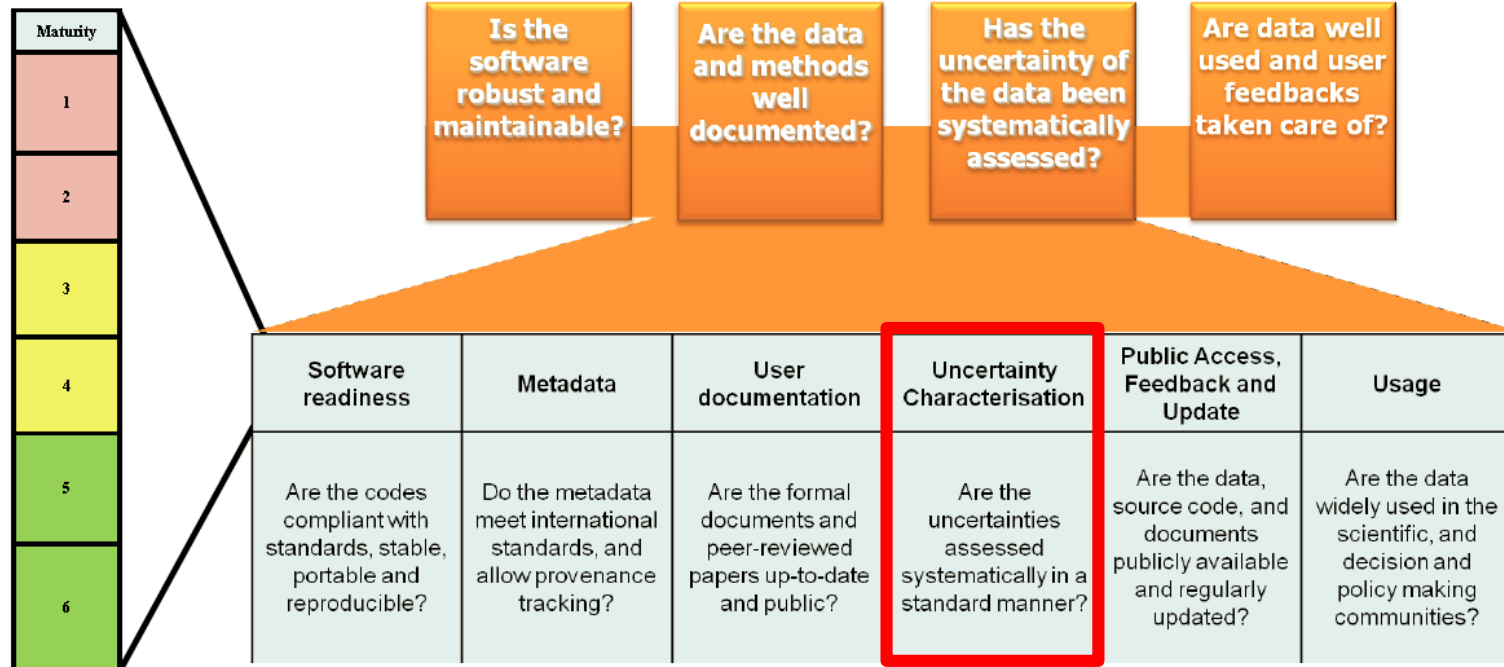 Maturity
1
2
3
4
5
6
Is the
software
robust and
maintainable?
Are the data
and methods
well
documented?
Has the
uncertainty of
the data been
systematically
assessed?
Are data well
used and user
feedbacks
taken care of?
Software
readiness
Metadata
User
documentation
Uncertainty
Characterisation
Public Access,
Feedback and
Update
Usage
Are the codes
compliant with
standards, stable,
portable and
reproducible?
Do the metadata
meet international
standards, and
allow provenance
tracking?
Are the formal
documents and
peer-reviewed
papers up-to-date
and public?
Are the
uncertainties
assessed
systematically in a
standard manner?
Are the data,
source code, and
documents
publicly available
and regularly
updated?
Are the data
widely used in the
scientific, and
decision and
policy making
communities?